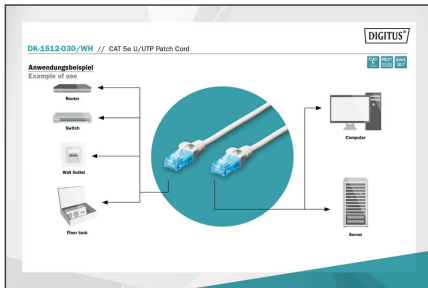 DIGITUS®
DK-1512-030/WH // CAT 5e U/UTP Patch Cord
Anwendungsbeispiel
Example of use
Router
Switch
Wall Outlet
Floor tank
Computer
Server